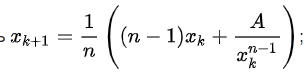 x_{k+1} = \frac{1}{n} \left( (n-1)x_k + \frac{A}{x_k^{n-1}} \right);